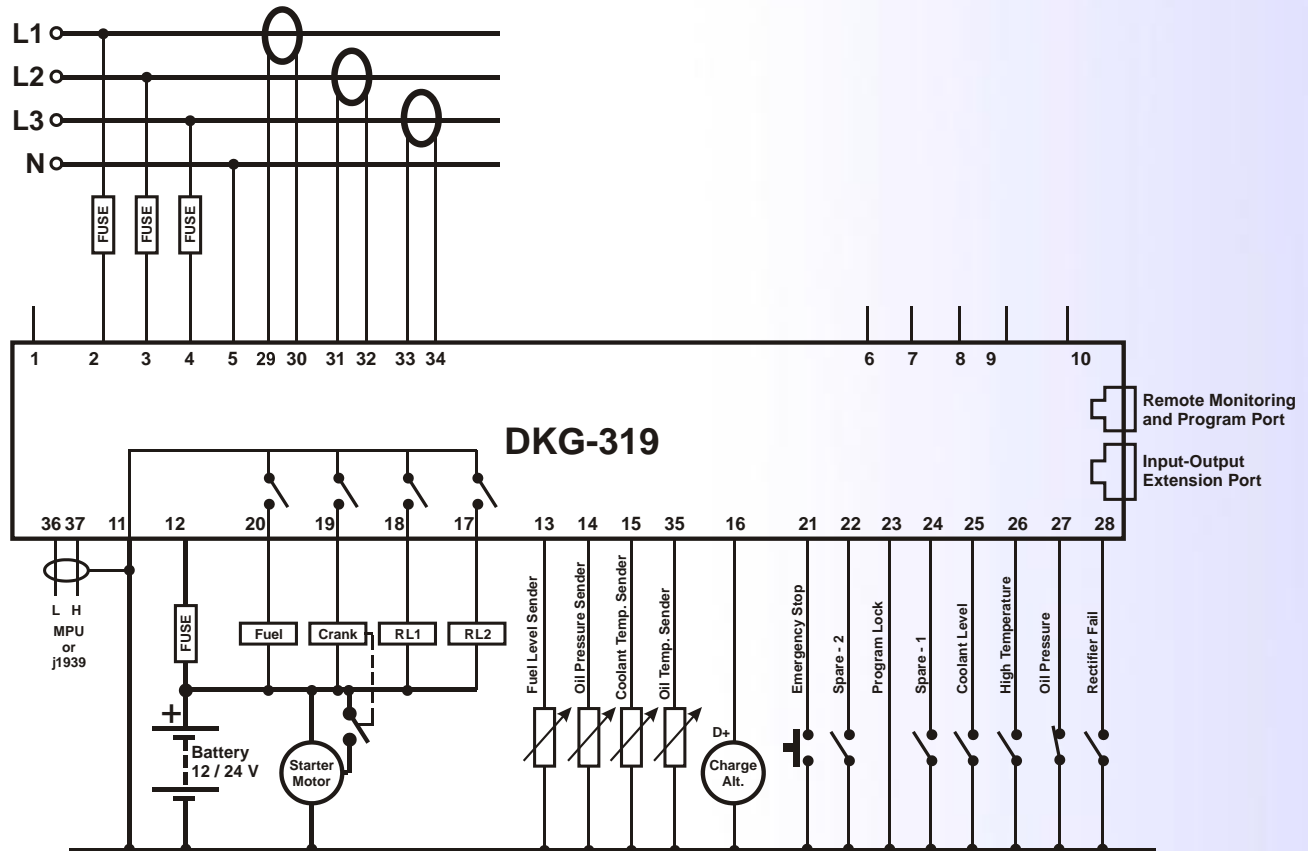 L1
L2
L3
N
FUSE
FUSE
FUSE
1 2 3 4 5 29 30 31 32 33 34 6 7 8 9 10
Remote Monitoring
and Program Port
DKG-319
Input-Output
Extension Port
36 37 11 12 20 19 18 17 13 14 15 35 16 21 22 23 24 25 26 27 28
L H
MPU
or
j1939
FUSE
Fuel
Crank
RL1
RL2
Fuel Level Sender
Oil Pressure Sender
Coolant Temp. Sender
Oil Temp. Sender
Emergency Stop
Spare - 2
Program Lock
Spare - 1
Coolant Level
High Temperature
Oil Pressure
Rectifier Fail
+
Battery
12 / 24 V
Starter
Motor
D+
Charge
Alt.